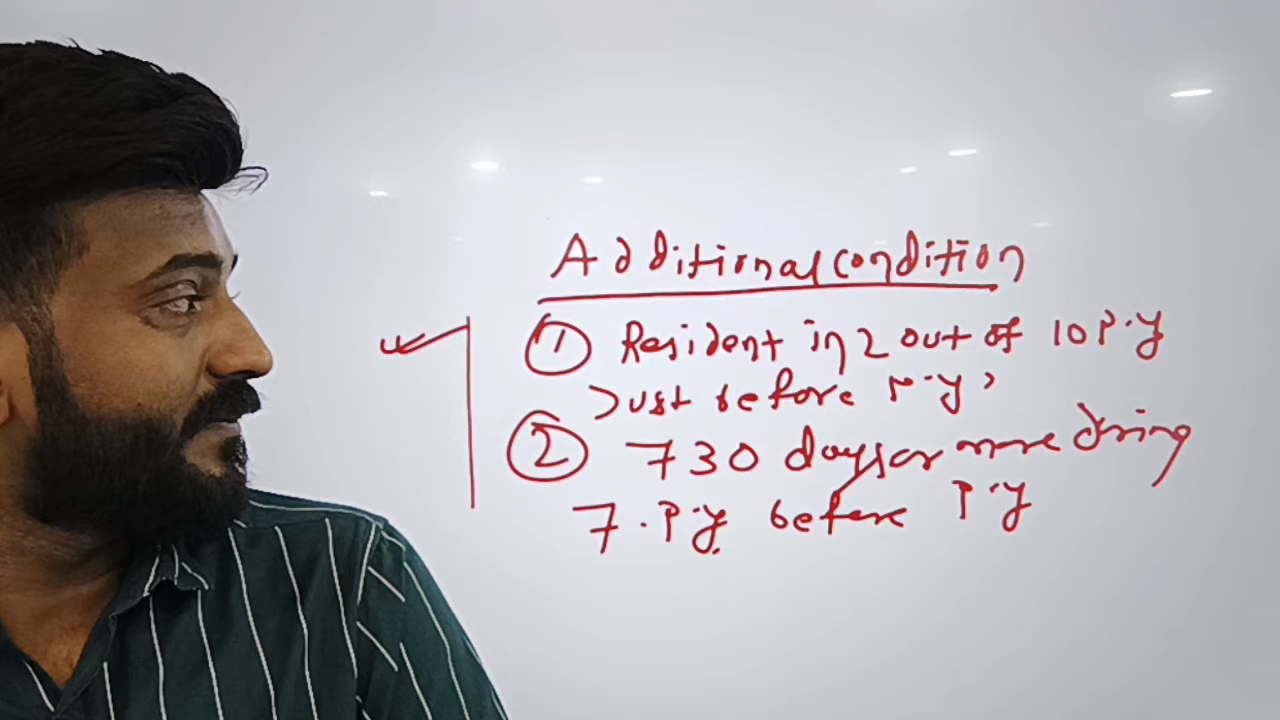 Additional condition
① Resident in 2 out of 10 P.Y
Just before P.Y,
② 730 days or more during
7.P.Y. before P.Y